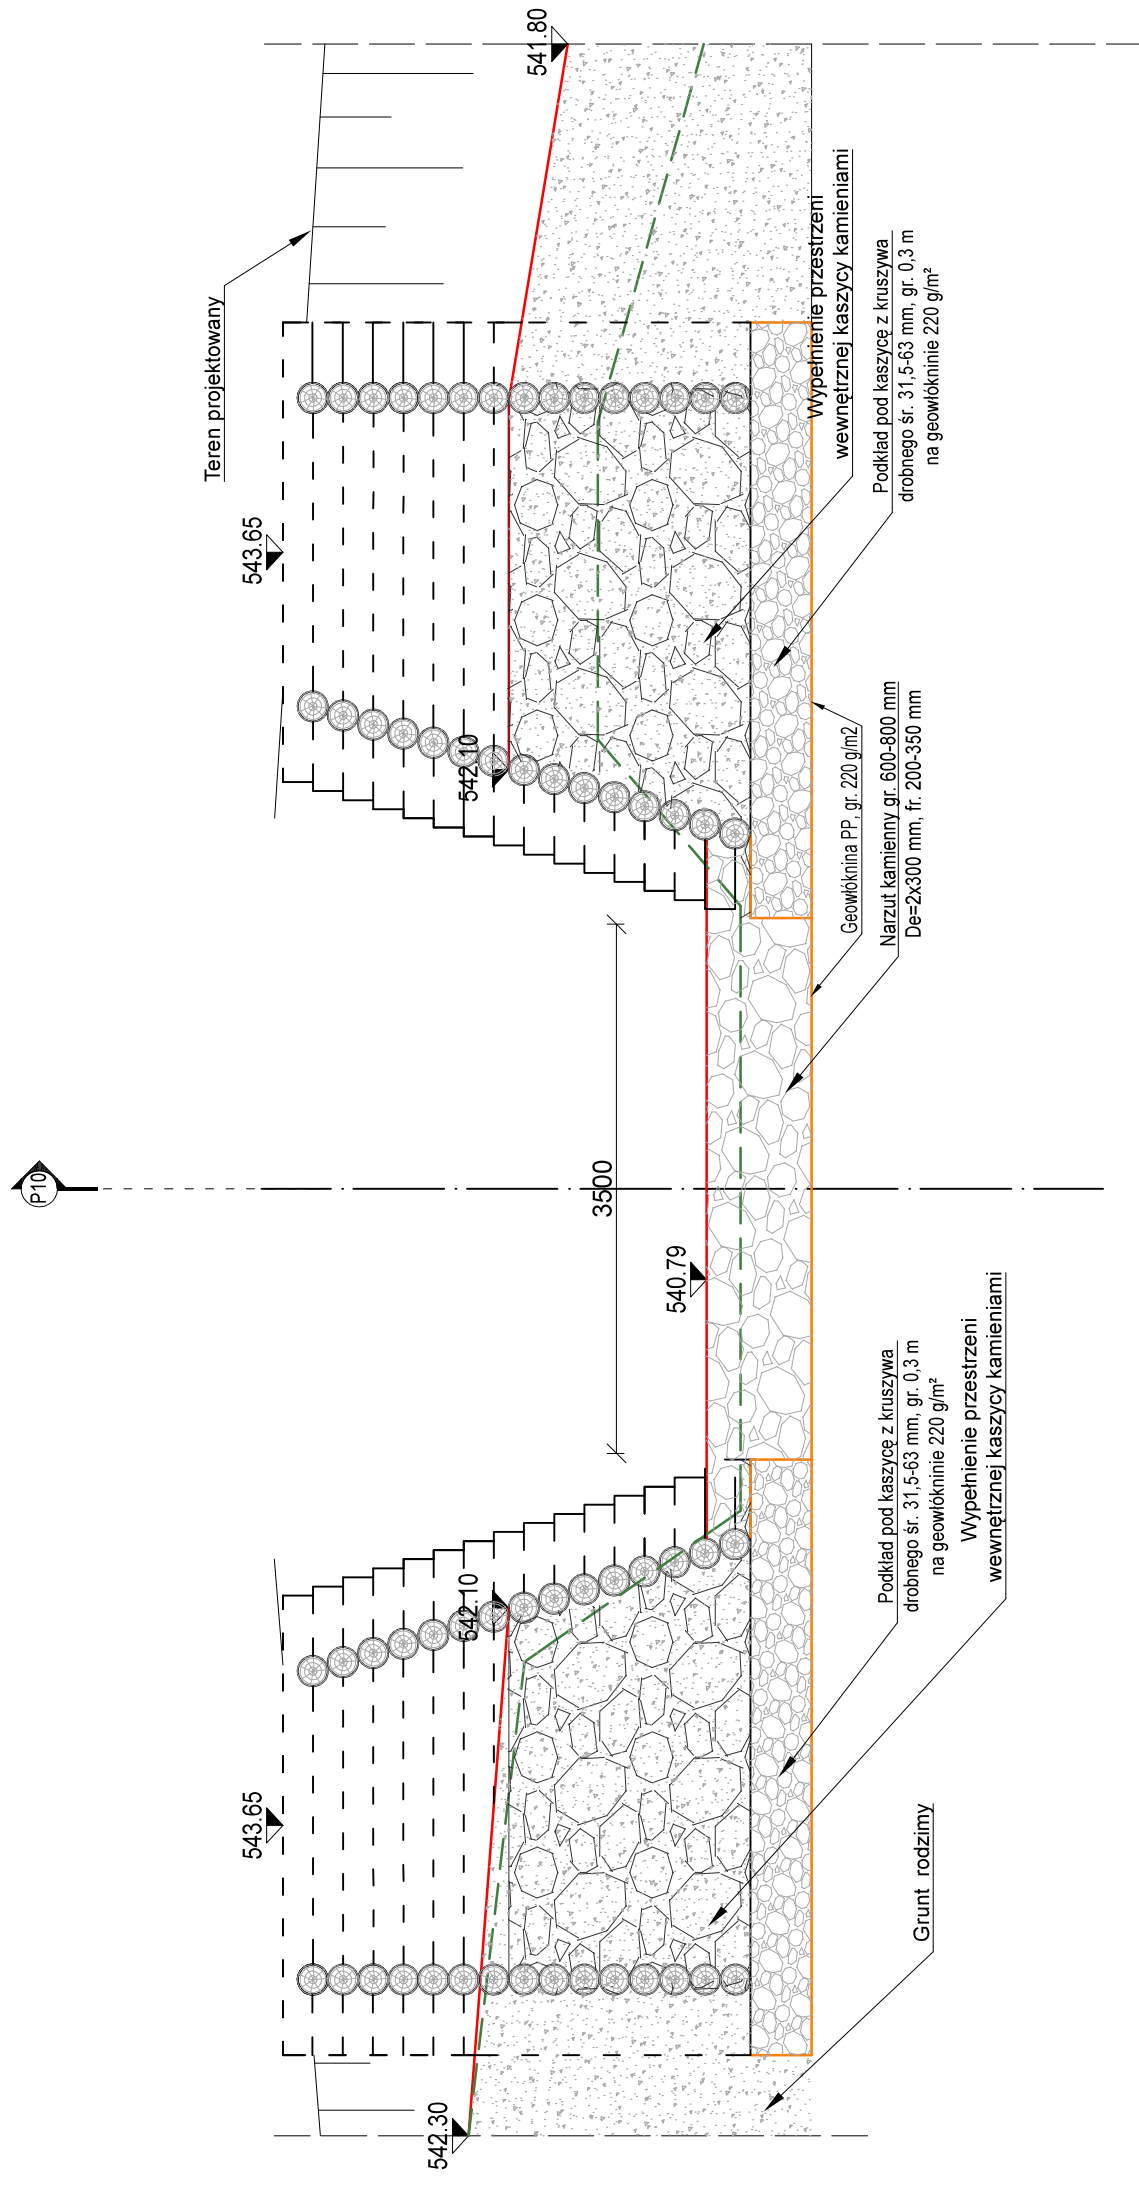 P10
542.30
543.65
542.10
540.79
3500
542.10
543.65
541.80
Teren projektowany
Grunt rodzimy
Podkład pod kaszycę z kruszywa
drobnego śr. 31,5-63 mm, gr. 0,3 m
na geowłókninie 220 g/m²
Wypełnienie przestrzeni
wewnętrznej kaszycy kamieniami
Geowłóknina PP, gr. 220 g/m2
Narzut kamienny gr. 600-800 mm
De=2x300 mm, fr. 200-350 mm
Wypełnienie przestrzeni
wewnętrznej kaszycy kamieniami
Podkład pod kaszycę z kruszywa
drobnego śr. 31,5-63 mm, gr. 0,3 m
na geowłókninie 220 g/m²